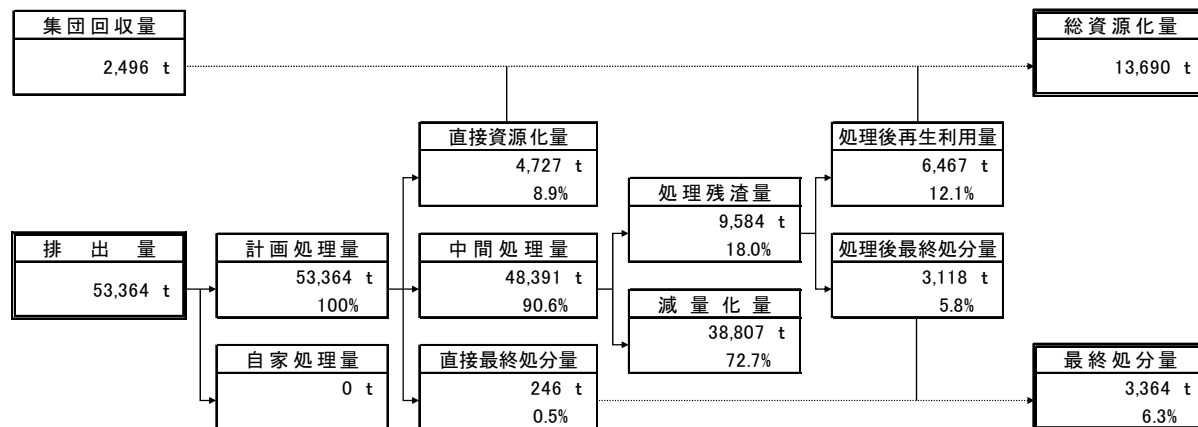 集団回収量
2,496 t
総資源化量
13,690 t
直接資源化量
4,727 t
8.9%
処理後再生利用量
6,467 t
12.1%
処理残渣量
9,584 t
18.0%
排出量
53,364 t
計画処理量
53,364 t
100%
中間処理量
48,391 t
90.6%
処理後最終処分量
3,118 t
5.8%
減量化量
38,807 t
72.7%
自家処理量
0 t
直接最終処分量
246 t
0.5%
最終処分量
3,364 t
6.3%